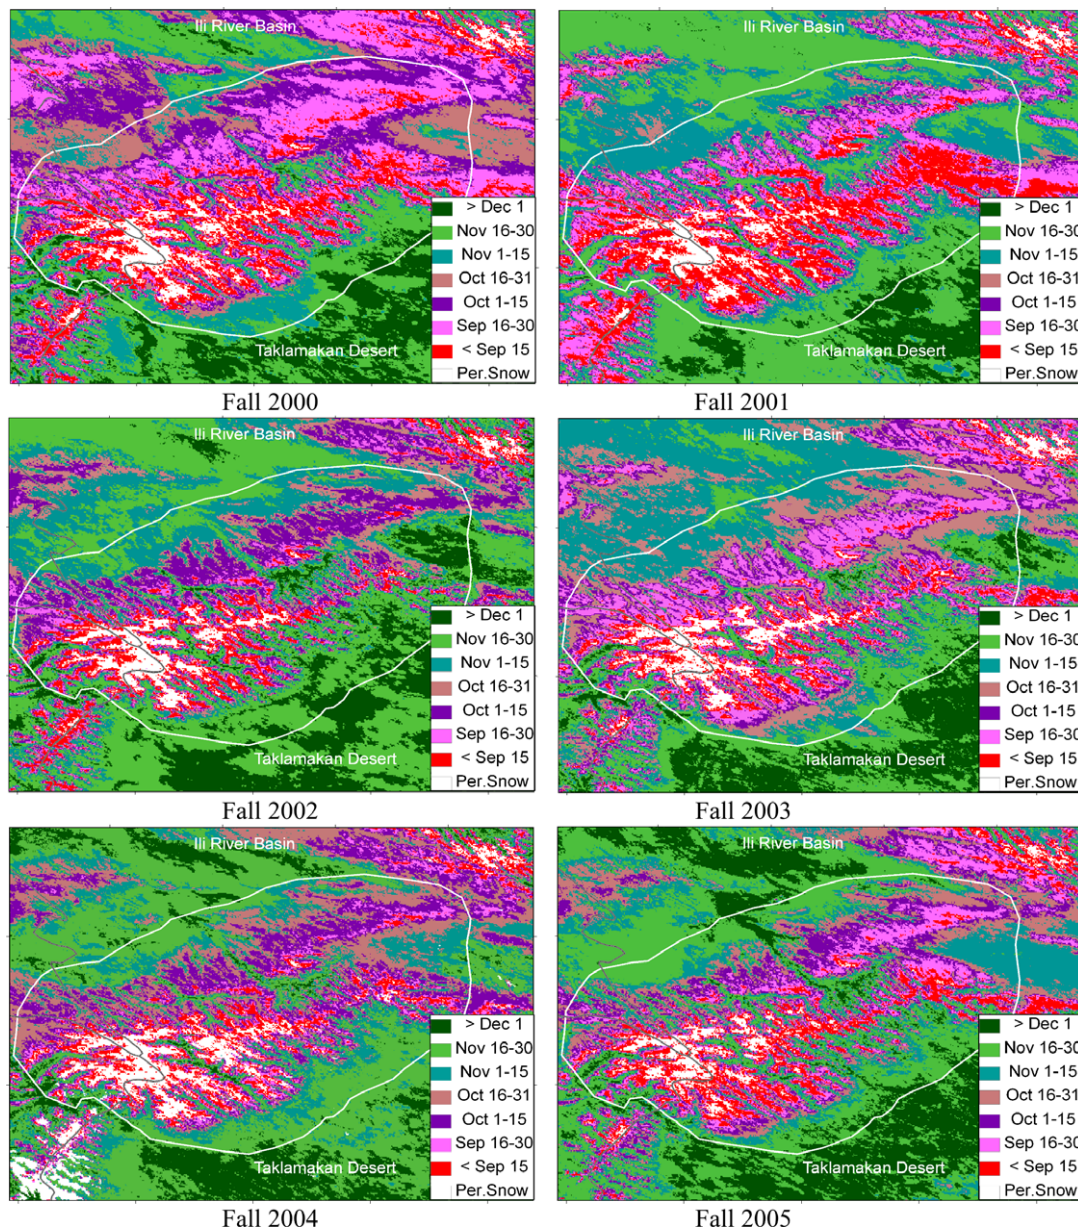 Ili River Basin
> Dec 1
Nov 16-30
Nov 1-15
Oct 16-31
Oct 1-15
Sep 16-30
< Sep 15
Per.Snow
Taklamakan Desert
Fall 2000
Ili River Basin
> Dec 1
Nov 16-30
Nov 1-15
Oct 16-31
Oct 1-15
Sep 16-30
< Sep 15
Per.Snow
Taklamakan Desert
Fall 2001
Ili River Basin
> Dec 1
Nov 16-30
Nov 1-15
Oct 16-31
Oct 1-15
Sep 16-30
< Sep 15
Per.Snow
Taklamakan Desert
Fall 2002
Ili River Basin
> Dec 1
Nov 16-30
Nov 1-15
Oct 16-31
Oct 1-15
Sep 16-30
< Sep 15
Per.Snow
Taklamakan Desert
Fall 2003
Ili River Basin
> Dec 1
Nov 16-30
Nov 1-15
Oct 16-31
Oct 1-15
Sep 16-30
< Sep 15
Per.Snow
Taklamakan Desert
Fall 2004
Ili River Basin
> Dec 1
Nov 16-30
Nov 1-15
Oct 16-31
Oct 1-15
Sep 16-30
< Sep 15
Per.Snow
Taklamakan Desert
Fall 2005